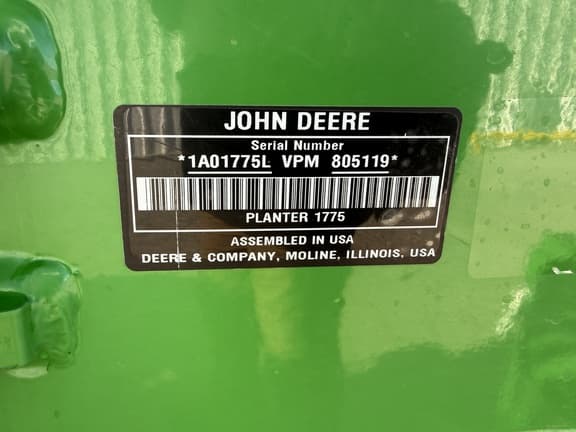 JOHN DEERE
Serial Number
*1A01775L VPM 805119*
PLANTER 1775
ASSEMBLED IN USA
DEERE & COMPANY, MOLINE, ILLINOIS, USA